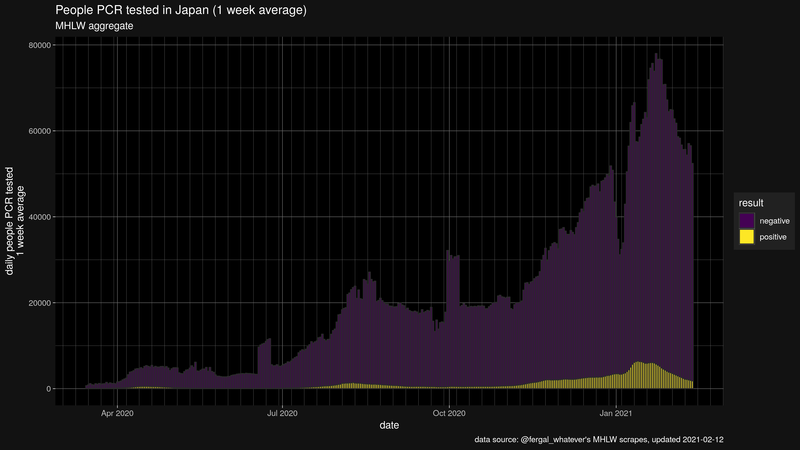 People PCR tested in Japan (1 week average)
MHLW aggregate
80000
60000
40000
20000
0
daily people PCR tested
1 week average
Apr 2020
Jul 2020
Oct 2020
Jan 2021
date
result
negative
positive
data source: @fergal_whatever's MHLW scrapes, updated 2021-02-12